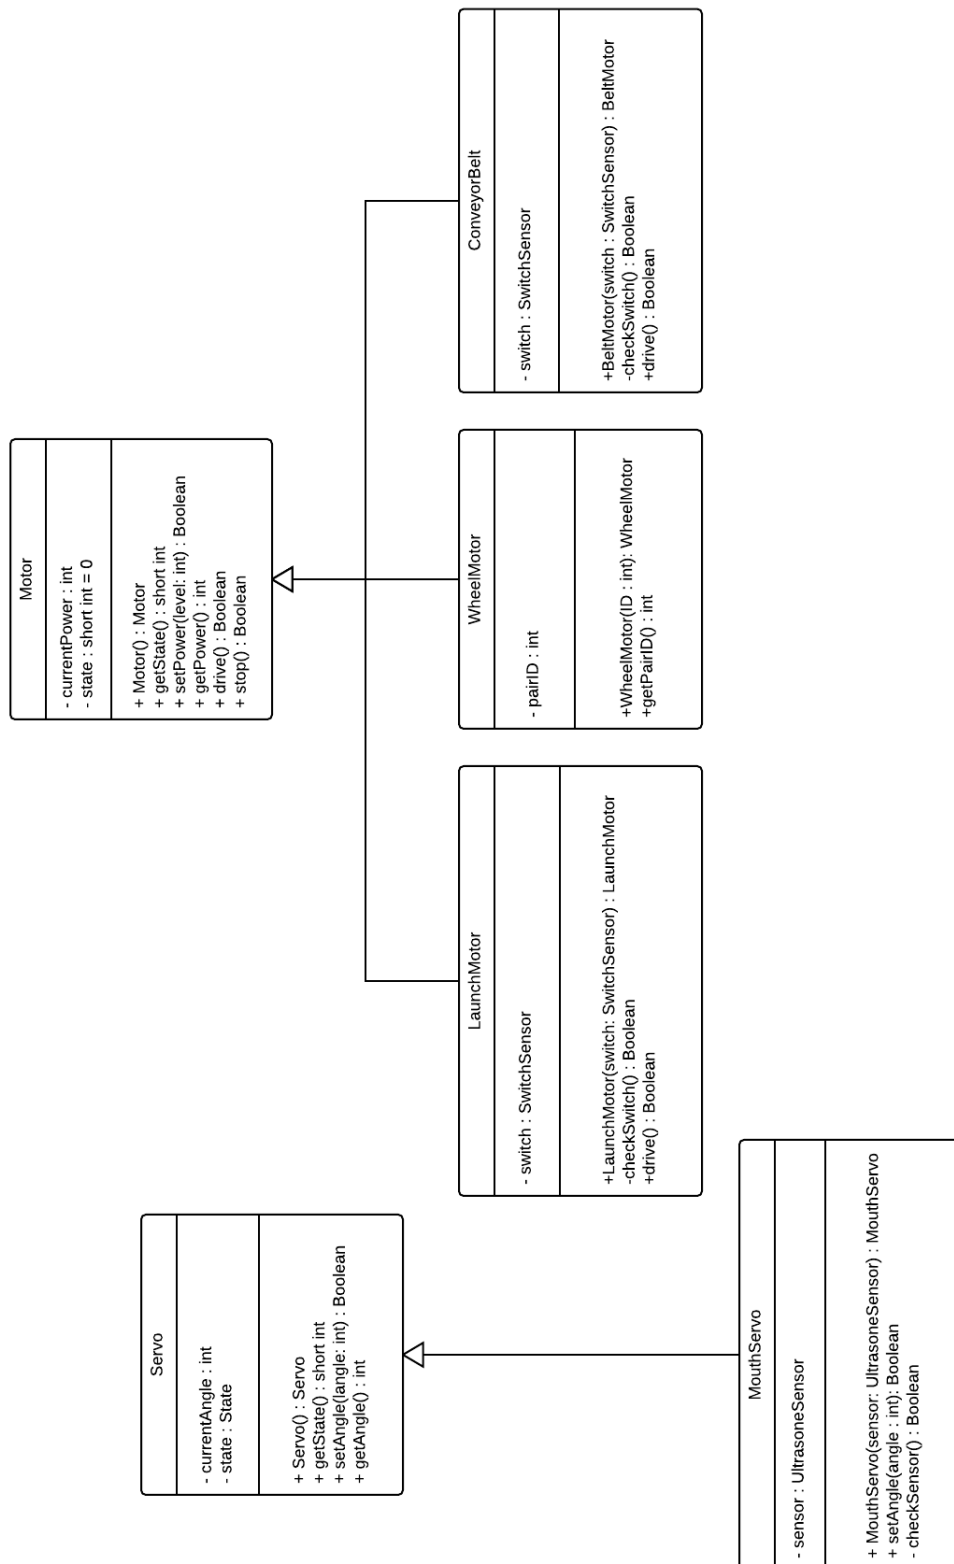 Servo
- currentAngle : int
- state : State
+ Servo() : Servo
+ getState() : short int
+ setAngle(langle: int) : Boolean
+ getAngle() : int
Motor
- currentPower : int
- state : short int = 0
+ Motor() : Motor
+ getState() : short int
+ setPower(level: int) : Boolean
+ getPower() : int
+ drive() : Boolean
+ stop() : Boolean
LaunchMotor
- switch : SwitchSensor
+LaunchMotor(switch: SwitchSensor) : LaunchMotor
-checkSwitch() : Boolean
+drive() : Boolean
WheelMotor
- pairID : int
+WheelMotor(ID : int): WheelMotor
+getPairID() : int
ConveyorBelt
- switch : SwitchSensor
+BeltMotor(switch : SwitchSensor) : BeltMotor
-checkSwitch() : Boolean
+drive() : Boolean
MouthServo
- sensor : UltrasoneSensor
+ MouthServo(sensor: UltrasoneSensor) : MouthServo
+ setAngle(angle : int): Boolean
- checkSensor() : Boolean